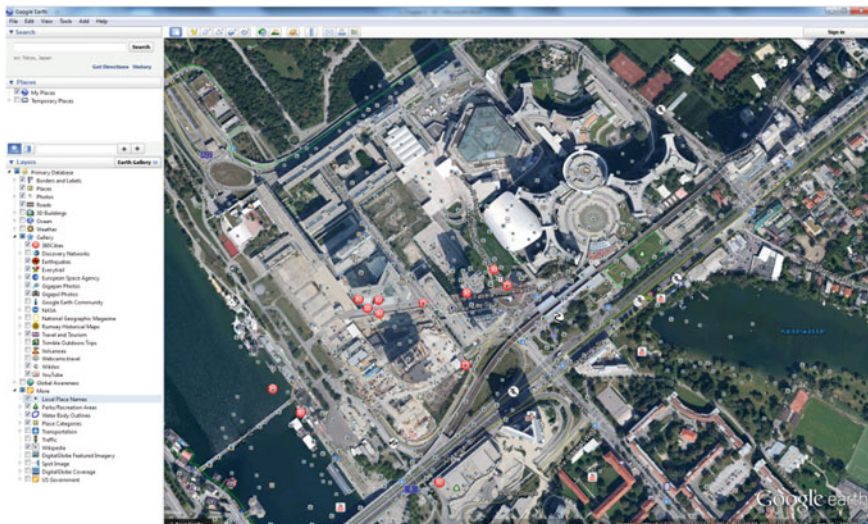 Google Earth
File Edit View Tools Add Help
Search
Search
ex: Tokyo, Japan
Get Directions History
Places
My Places
Temporary Places
Layers
Earth Gallery
Primary Database
Borders and Labels
Places
Photos
Roads
3D Buildings
Ocean
Weather
Gallery
360Cities
Discovery Networks
Earthquakes
Everytrail
European Space Agency
Gigapan Photos
Gigapxl Photos
Google Earth Community
NASA
National Geographic Magazine
Rumsey Historical Maps
Travel and Tourism
Trimble Outdoors Trips
Volcanoes
Webcams.travel
Wikiloc
YouTube
Global Awareness
More
Local Place Names
Parks/Recreation Areas
Water Body Outlines
Place Categories
Transportation
Traffic
Wikipedia
DigitalGlobe Featured Imagery
Spot Image
DigitalGlobe Coverage
US Government
Sign in
Google earth